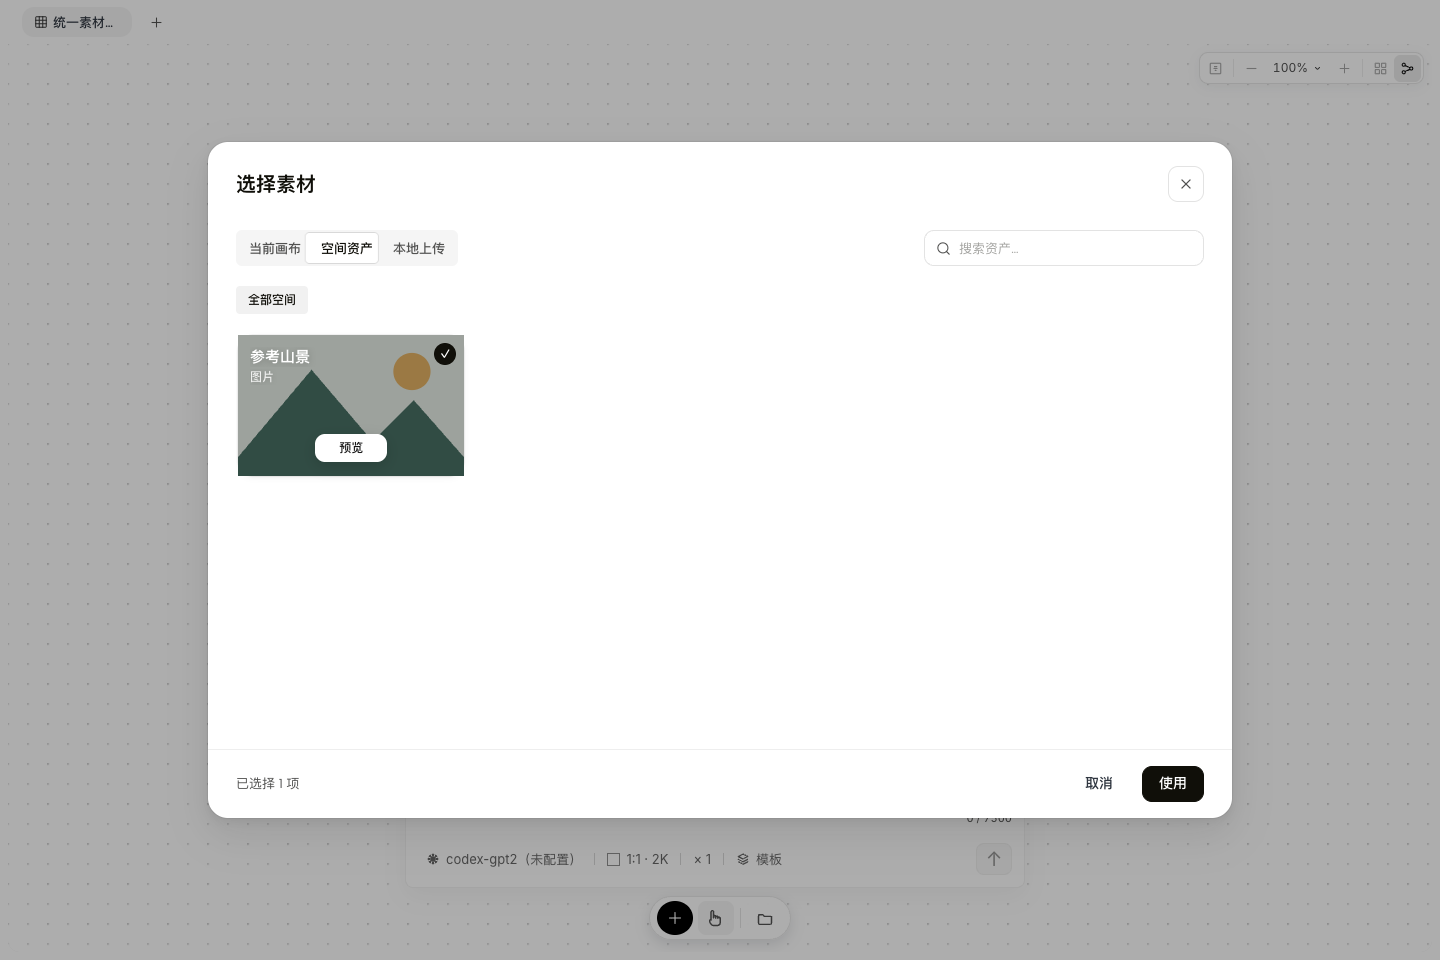 统一素材...
100%
选择素材
当前画布
空间资产
本地上传
搜索资产...
全部空间
参考山景
图片
预览
已选择 1 项
取消
使用
codex-gpt2（未配置）
1:1 · 2K
× 1
模板